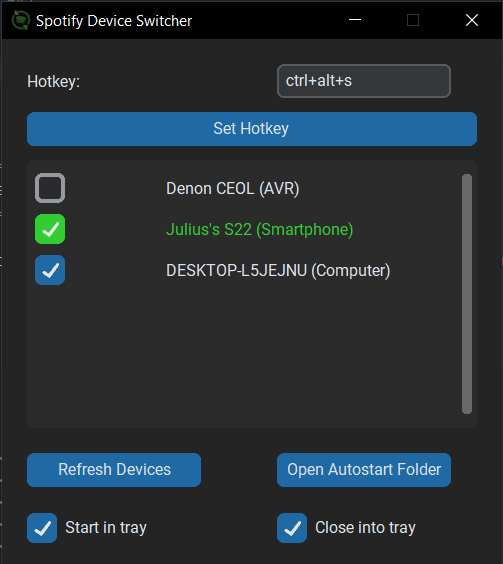 Spotify Device Switcher
Hotkey: ctrl+alt+s
Set Hotkey
Denon CEOL (AVR)
Julius's S22 (Smartphone)
DESKTOP-L5JEJNU (Computer)
Refresh Devices Open Autostart Folder
Start in tray Close into tray